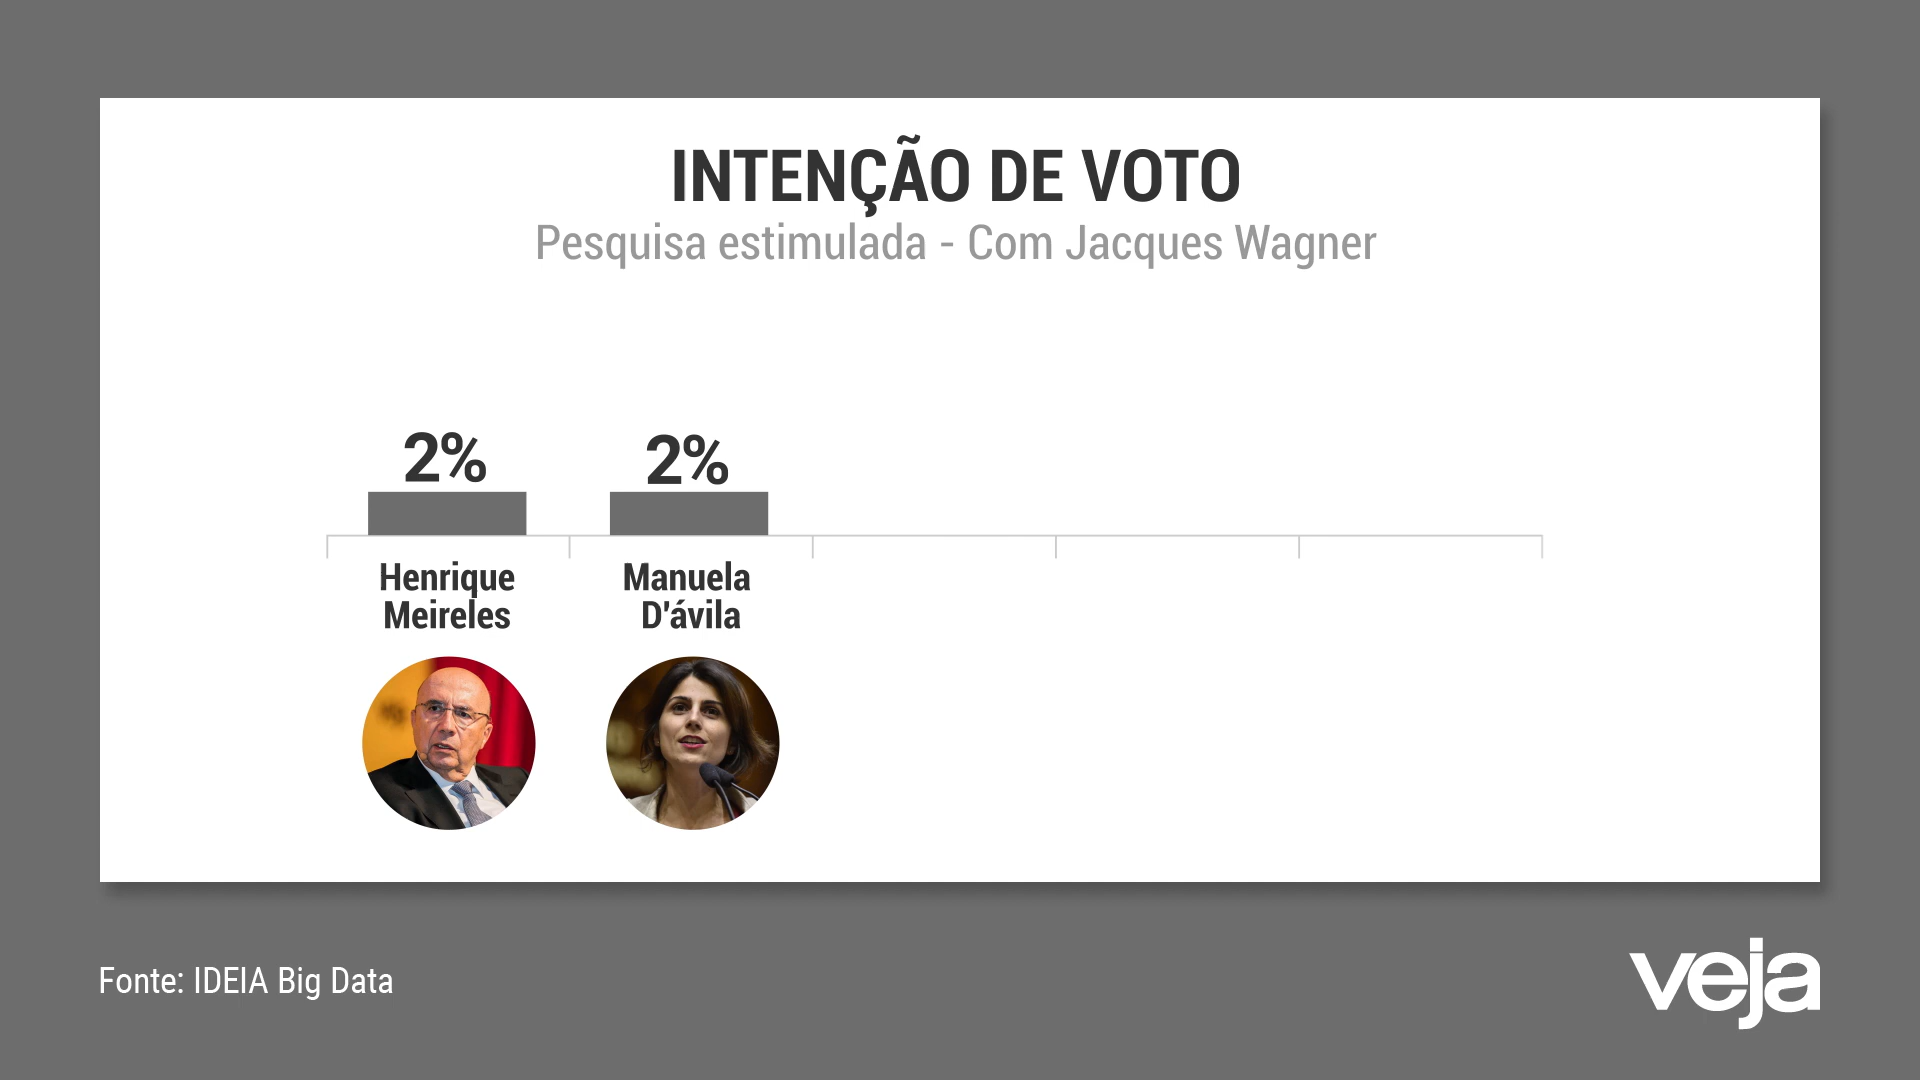 INTENÇÃO DE VOTO
Pesquisa estimulada - Com Jacques Wagner
2%
2%
Henrique
Meireles
Manuela
D'ávila
Fonte: IDEIA Big Data
veja